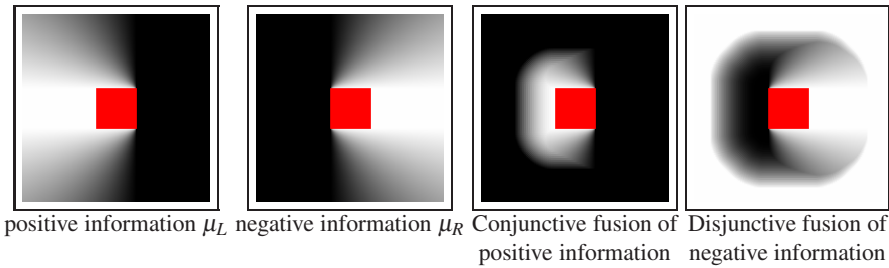 positive information μL
negative information μR
Conjunctive fusion of
positive information
Disjunctive fusion of
negative information